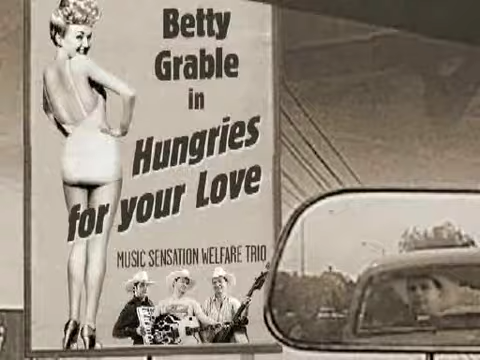 Betty
Grable
in
Hungries
for your Love
MUSIC SENSATION WELFARE TRIO